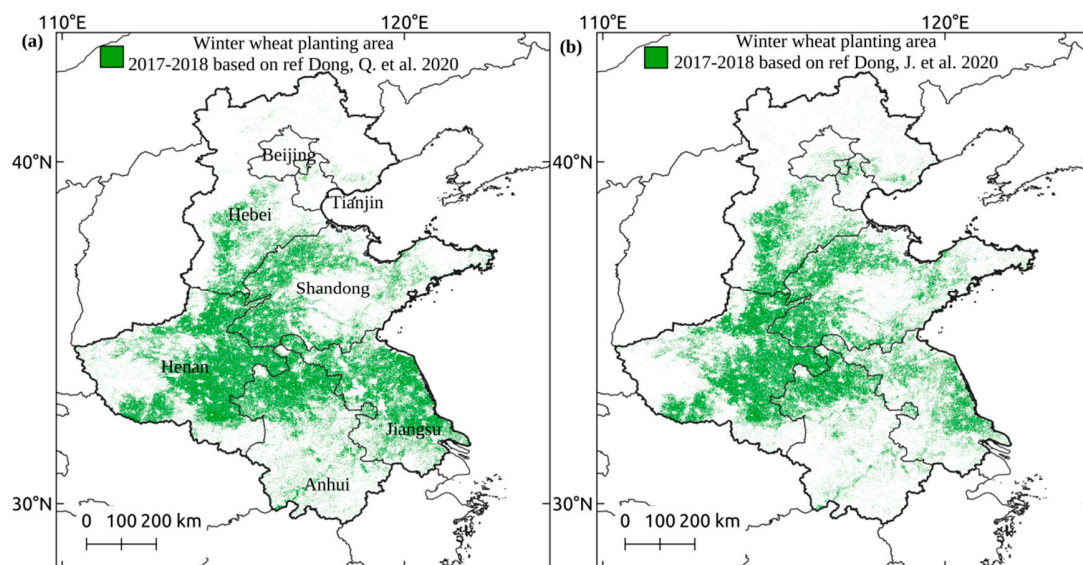 110°E
120°E
120°E
(a)
Winter wheat planting area
2017-2018 based on ref Dong, Q. et al. 2020
40°N
Beijing
Tianjin
Hebei
Shandong
Henan
Jiangsu
Anhui
30°N
0 100 200 km
(b)
Winter wheat planting area
2017-2018 based on ref Dong, J. et al. 2020
40°N
30°N
0 100 200 km
110°E
120°E
120°E